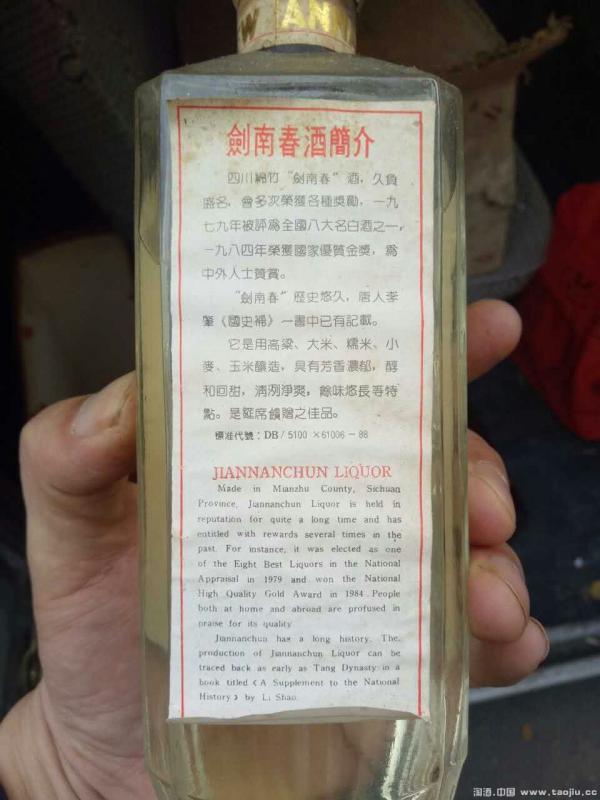 WANW
劍南春酒簡介
四川綿竹“劍南春”酒，久負
盛名，曾多次榮獲各種獎勵，一九
七九年被評爲全國八大名白酒之一，
一九八四年榮獲國家優質金獎，爲
中外人士贊賞。
“劍南春”歷史悠久，唐人李
肇《國史補》一書中已有記載。
它是用高梁、大米、糯米、小
麥、玉米釀造，具有芳香濃郁，醇
和回甜，清洌淨爽，餘味悠長等特
點。是筵席饋贈之佳品。
標准代號：DB/5100×61006-88
JIANNANCHUN LIQUOR
Made in Mianzhu County, Sichuan
Province, Jiannanchun Liquor is held in
reputation for quite a long time and has
entitled with rewards several times in the
past. For instance, it was elected as one
of the Eight Best Liquors in the National
Appraisal in 1979 and won the National
High Quality Gold Award in 1984. People
both at home and abroad are profused in
praise for its quality
Jiannanchun has a long history. The
production of Jiannanchun Liquor can be
traced back as early as Tang Dynasty in a
book titled《A Supplement to the National
History》by Li Shao.
淘酒.中国 www.taojiu.cc